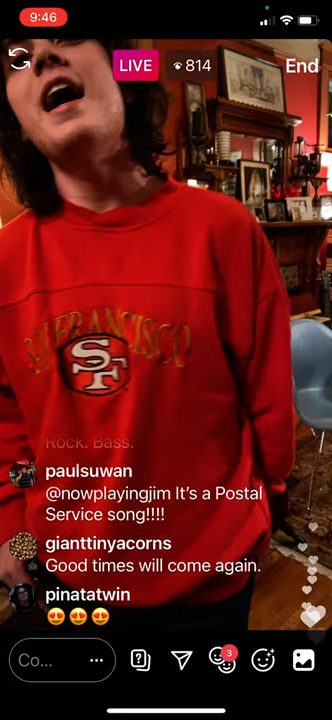 9:46
LIVE
814
End
SAN FRANCISCO
SF
Rock. Bass.
paulsuwan
@nowplayingjim It's a Postal
Service song!!!!
gianttinyacorns
Good times will come again.
pinatatwin
😍😍😍
Co...
3